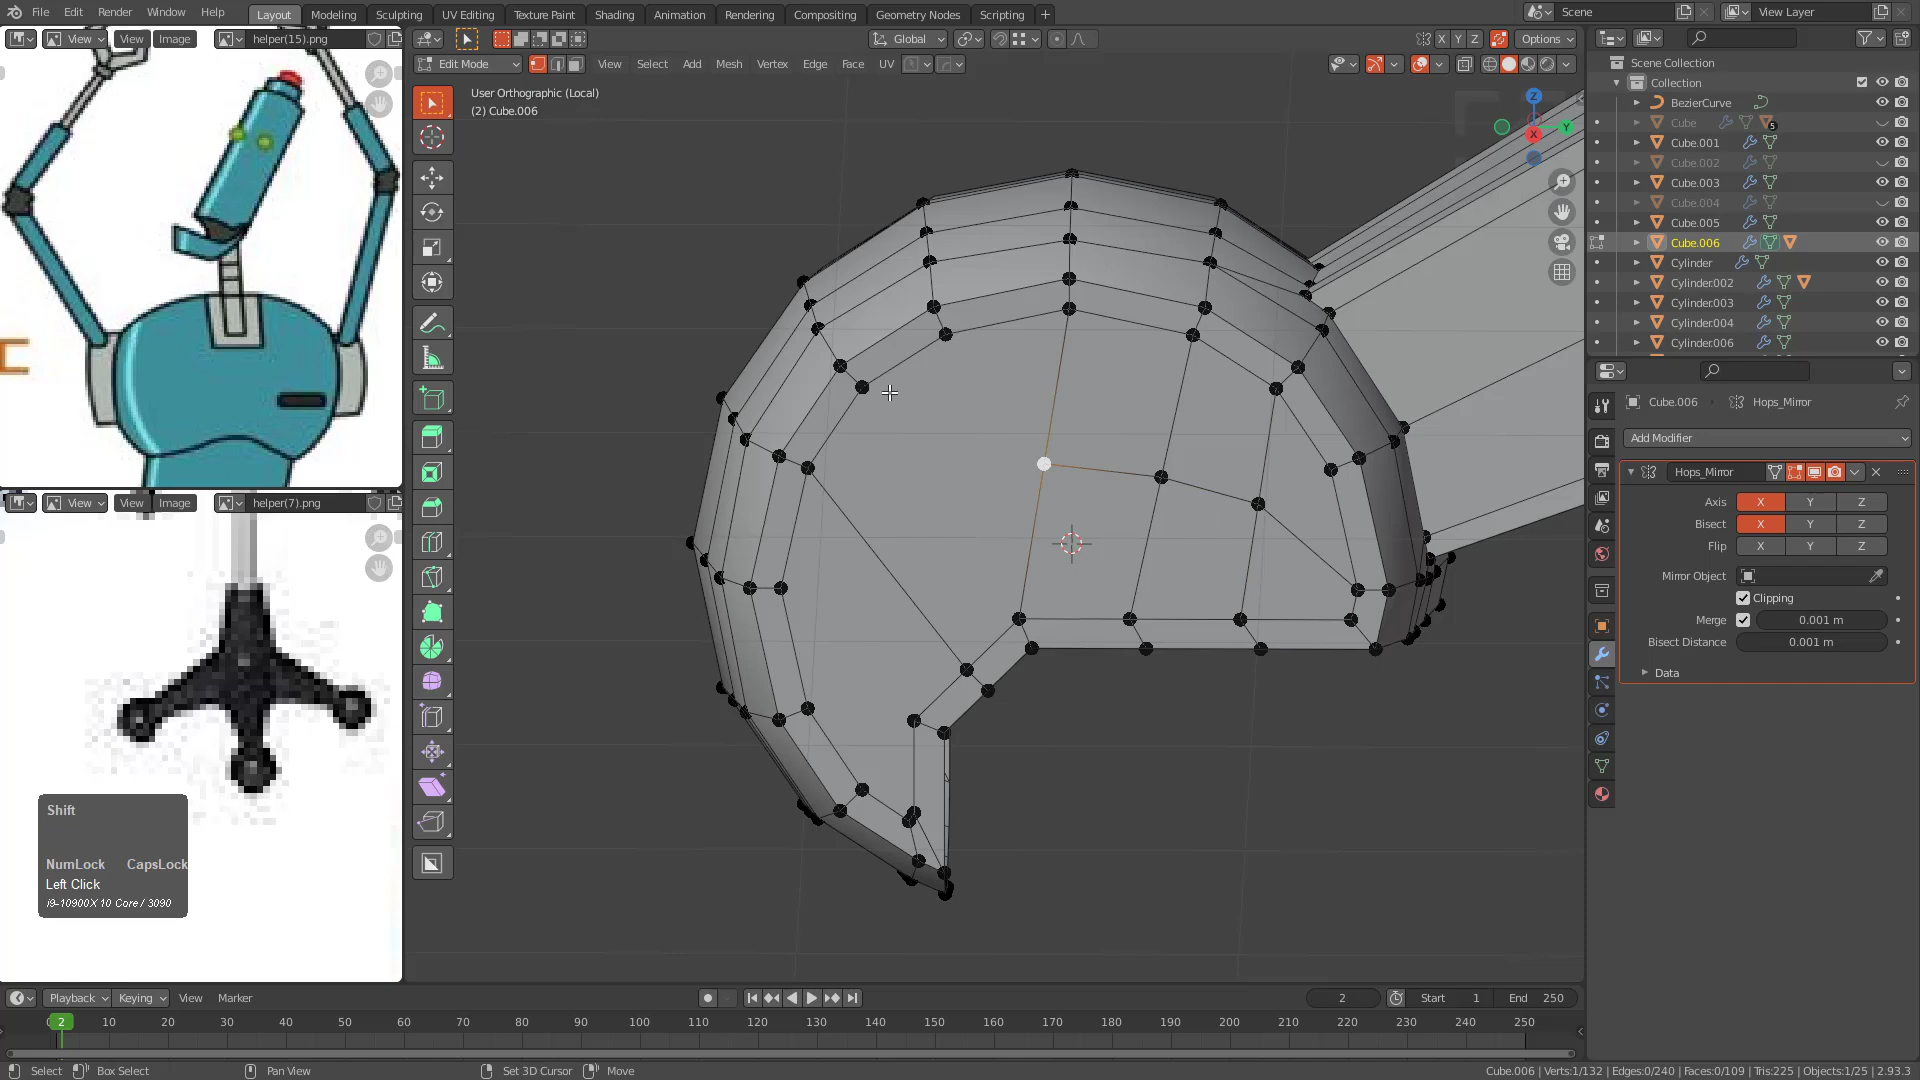 File Edit Render Window Help
Layout Modeling Sculpting UV Editing Texture Paint Shading Animation Rendering Compositing Geometry Nodes Scripting +
Scene
View Layer
View View Image helper(15).png
Global
X Y Z
Options
Edit Mode View Select Add Mesh Vertex Edge Face UV
User Orthographic (Local)
(2) Cube.006
Z
Y
X
Scene Collection
Collection
BezierCurve
Cube 5
Cube.001
Cube.002
Cube.003
Cube.004
Cube.005
Cube.006
Cylinder
Cylinder.002
Cylinder.003
Cylinder.004
Cylinder.006
Cube.006 Hops_Mirror
Add Modifier
Hops_Mirror
Axis X Y Z
Bisect X Y Z
Flip X Y Z
Mirror Object
Clipping
Merge 0.001 m
Bisect Distance 0.001 m
Data
View View Image helper(7).png
Shift
NumLock CapsLock
Left Click
i9-10900X 10 Core / 3090
Playback Keying View Marker
2 Start 1 End 250
2 10 20 30 40 50 60 70 80 90 100 110 120 130 140 150 160 170 180 190 200 210 220 230 240 250
Select Box Select Pan View Set 3D Cursor Move
Cube.006 | Verts:1/132 | Edges:0/240 | Faces:0/109 | Tris:225 | Objects:1/25 | 2.93.3